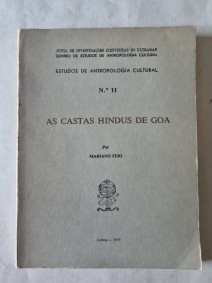 JUNTA DE INVESTIGAÇÕES CIENTÍFICAS DO ULTRAMAR
CENTRO DE ESTUDOS DE ANTROPOLOGIA CULTURAL
ESTUDOS DE ANTROPOLOGIA CULTURAL
N.º 11
AS CASTAS HINDUS DE GOA
Por
MARIANO FEIO
Lisboa — 1979